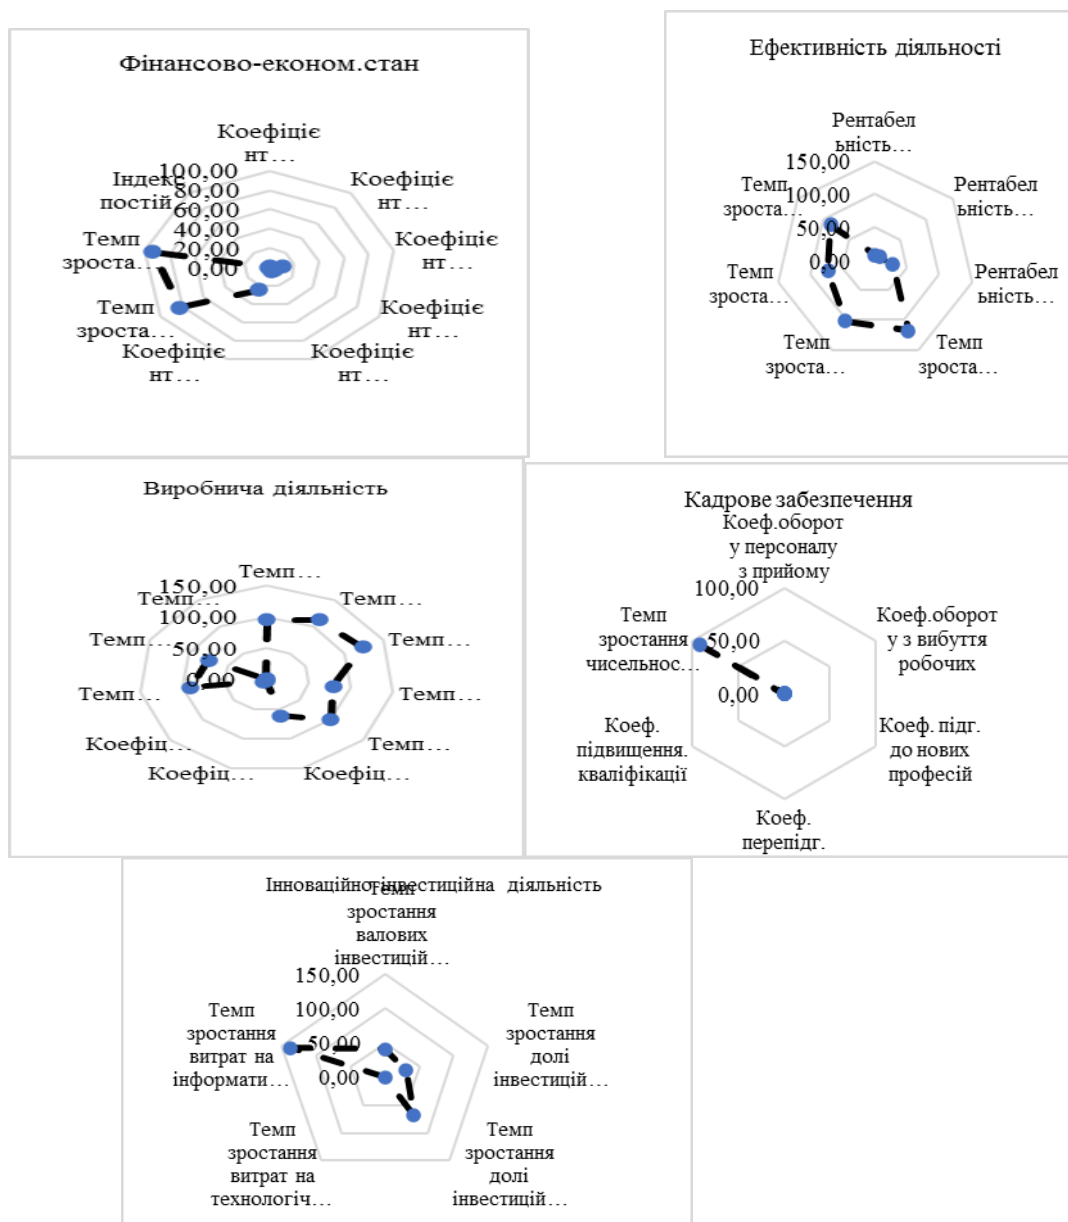 Фінансово-економ.стан
Коефіціє
нт…
100,00
80,00
60,00
40,00
20,00
0,00
Коефіціє
нт…
Коефіціє
нт…
Коефіціє
нт…
Коефіціє
нт…
Коефіціє
нт…
Темп
зроста…
Темп
зроста…
Індекс
постій…
Ефективність діяльності
Рентабел
ьність…
150,00
100,00
50,00
0,00
Рентабел
ьність…
Рентабел
ьність…
Темп
зроста…
Темп
зроста…
Темп
зроста…
Темп
зроста…
Виробнича діяльність
Темп…
150,00
100,00
50,00
0,00
Темп…
Темп…
Темп…
Темп…
Коефіц…
Коефіц…
Коефіц…
Темп…
Темп…
Темп…
Кадрове забезпечення
Коеф.оборот
у персоналу
з прийому
100,00
50,00
0,00
Коеф.оборот
у з вибуття
робочих
Коеф. підг.
до нових
професій
Коеф.
перепідг.
Коеф.
підвищення.
кваліфікації
Темп
зростання
чисельнос…
Інноваційно-інвестиційна діяльність
Темп
зростання
валових
інвестицій…
150,00
100,00
50,00
0,00
Темп
зростання
долі
інвестицій…
Темп
зростання
долі
інвестицій…
Темп
зростання
витрат на
технологіч…
Темп
зростання
витрат на
інформати…